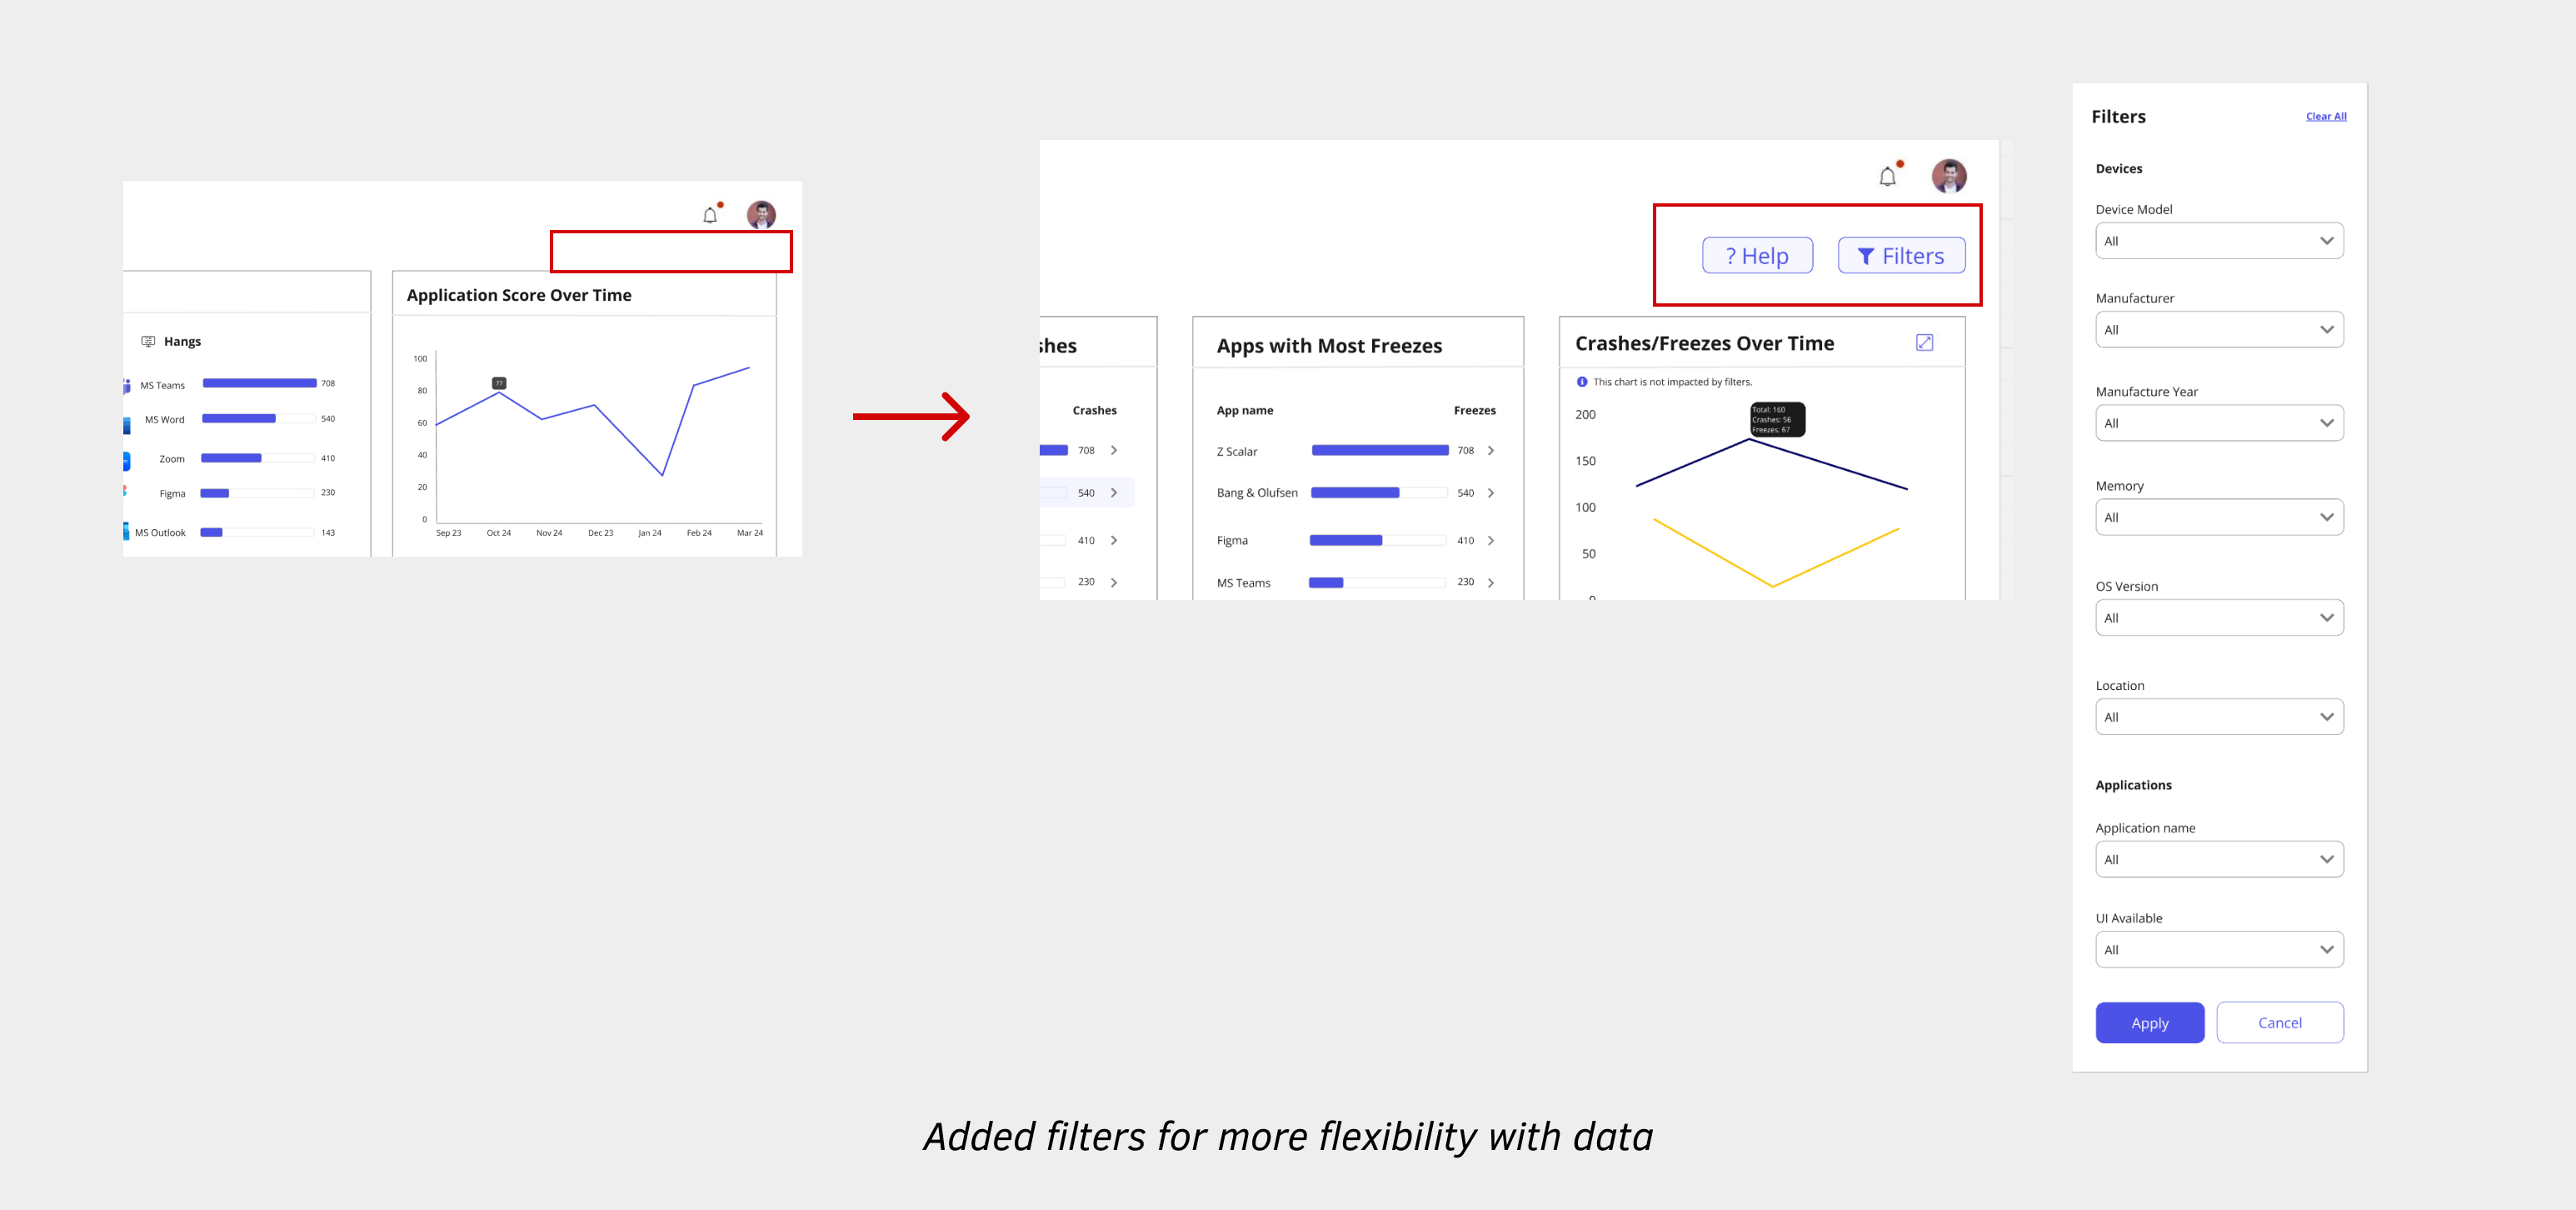 Hangs
MS Teams 708
MS Word 540
Zoom 410
Figma 230
MS Outlook 143
Application Score Over Time
100
80
60
40
20
0
??
Sep 23 Oct 24 Nov 24 Dec 23 Jan 24 Feb 24 Mar 24
? Help
Filters
shes
Crashes
708
540
410
230
Apps with Most Freezes
App name Freezes
Z Scalar 708
Bang & Olufsen 540
Figma 410
MS Teams 230
Crashes/Freezes Over Time
This chart is not impacted by filters.
200
150
100
50
0
Total: 160
Crashes: 56
Freezes: 67
Filters Clear All
Devices
Device Model
All
Manufacturer
All
Manufacture Year
All
Memory
All
OS Version
All
Location
All
Applications
Application name
All
UI Available
All
Apply Cancel
Added filters for more flexibility with data